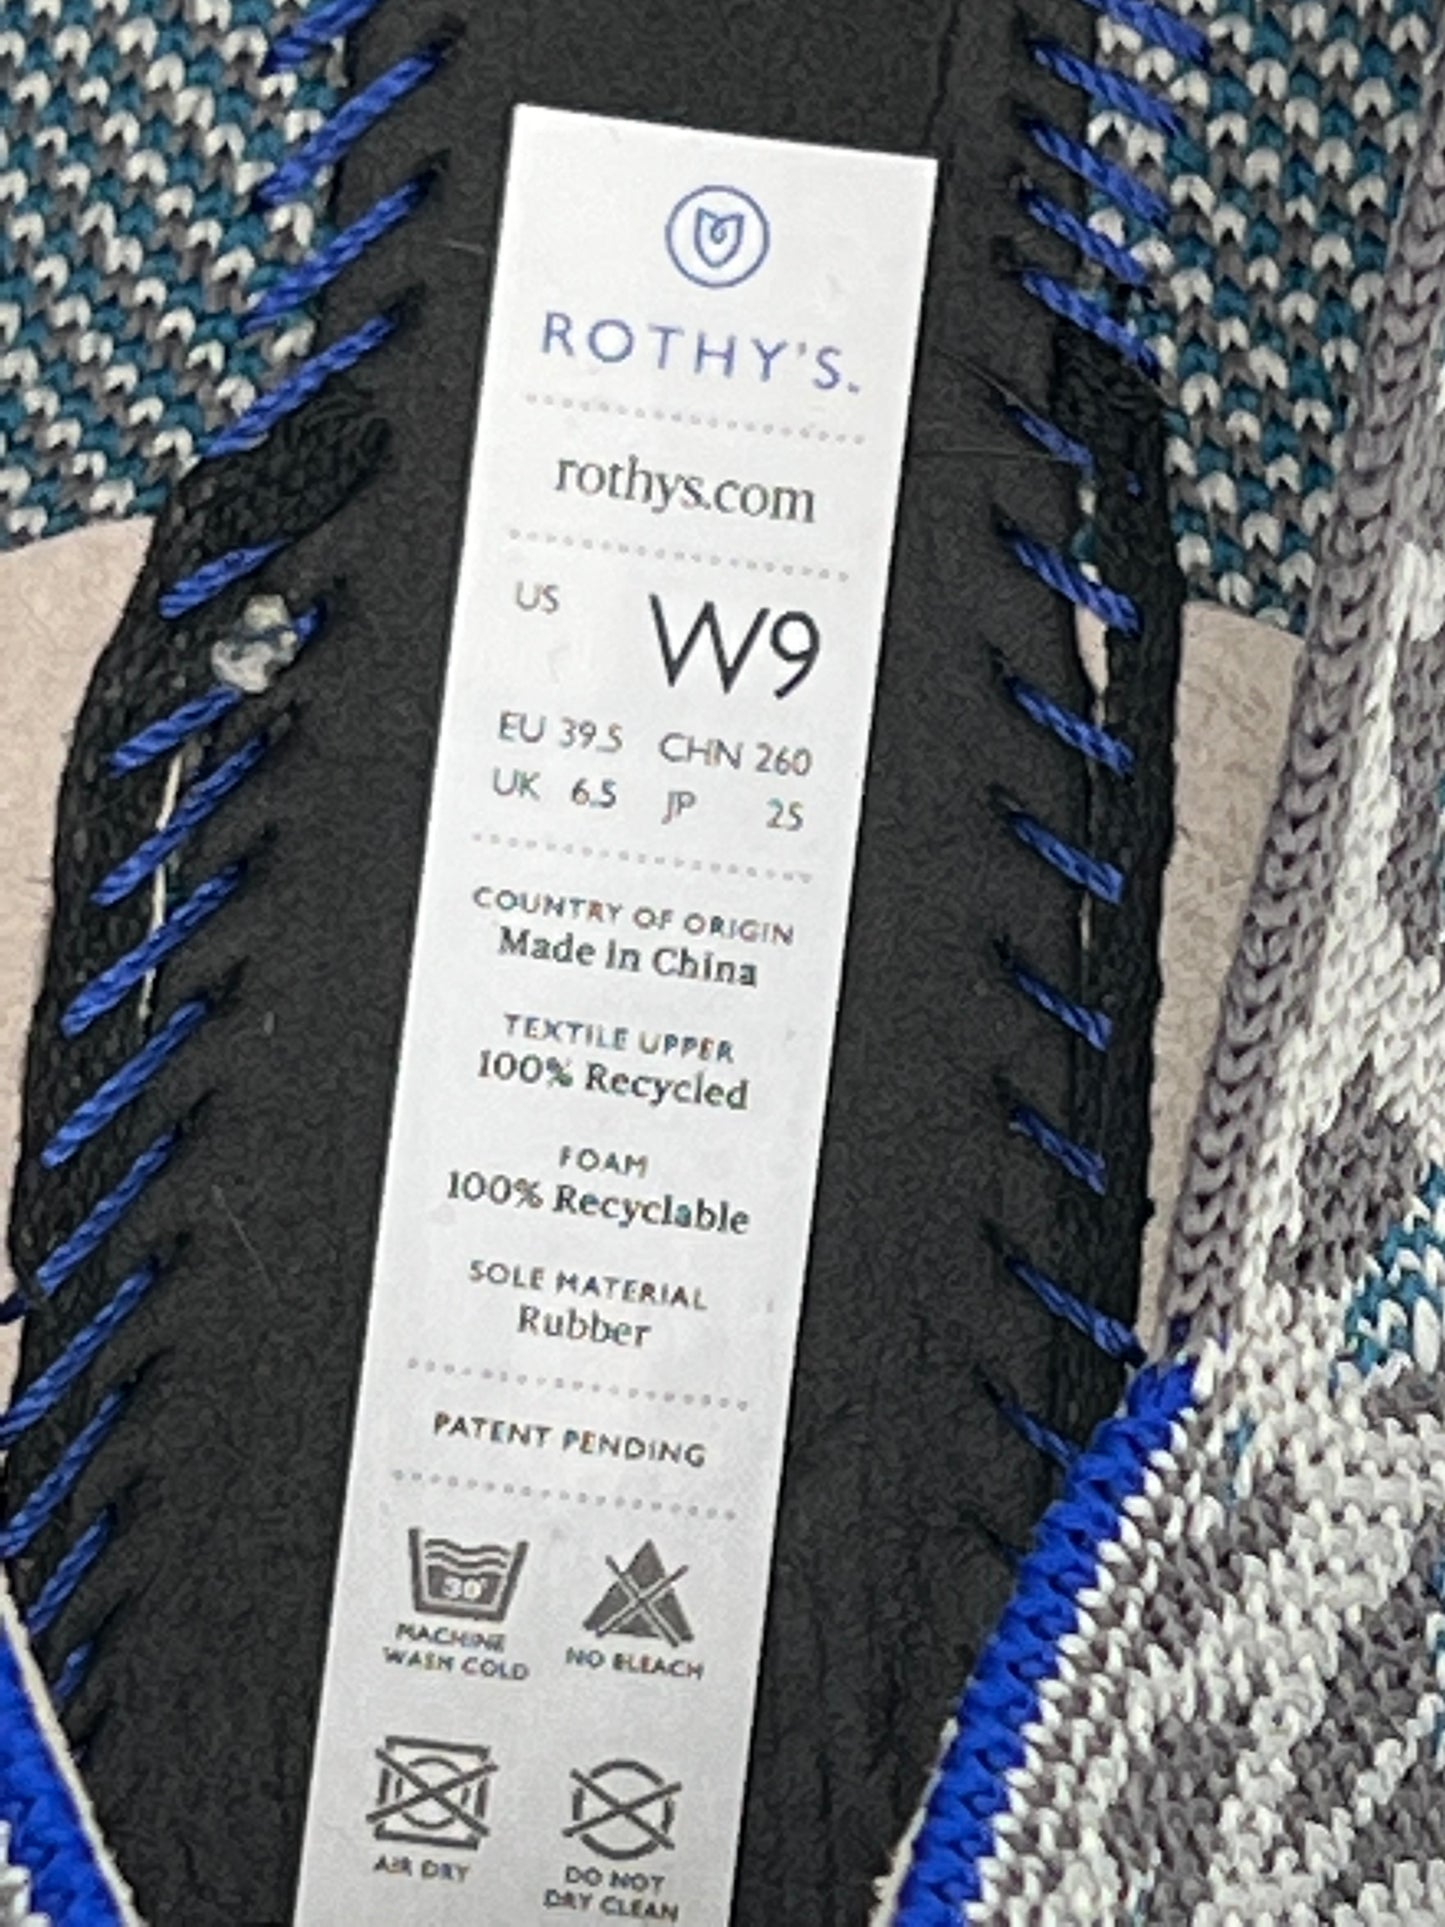 ROTHY'S.
rothys.com
US W9
EU 39.5 CHN 260
UK 6.5 JP 25
COUNTRY OF ORIGIN
Made in China
TEXTILE UPPER
100% Recycled
FOAM
100% Recyclable
SOLE MATERIAL
Rubber
PATENT PENDING
30°
MACHINE
WASH COLD
NO BLEACH
AIR DRY
DO NOT
DRY CLEAN